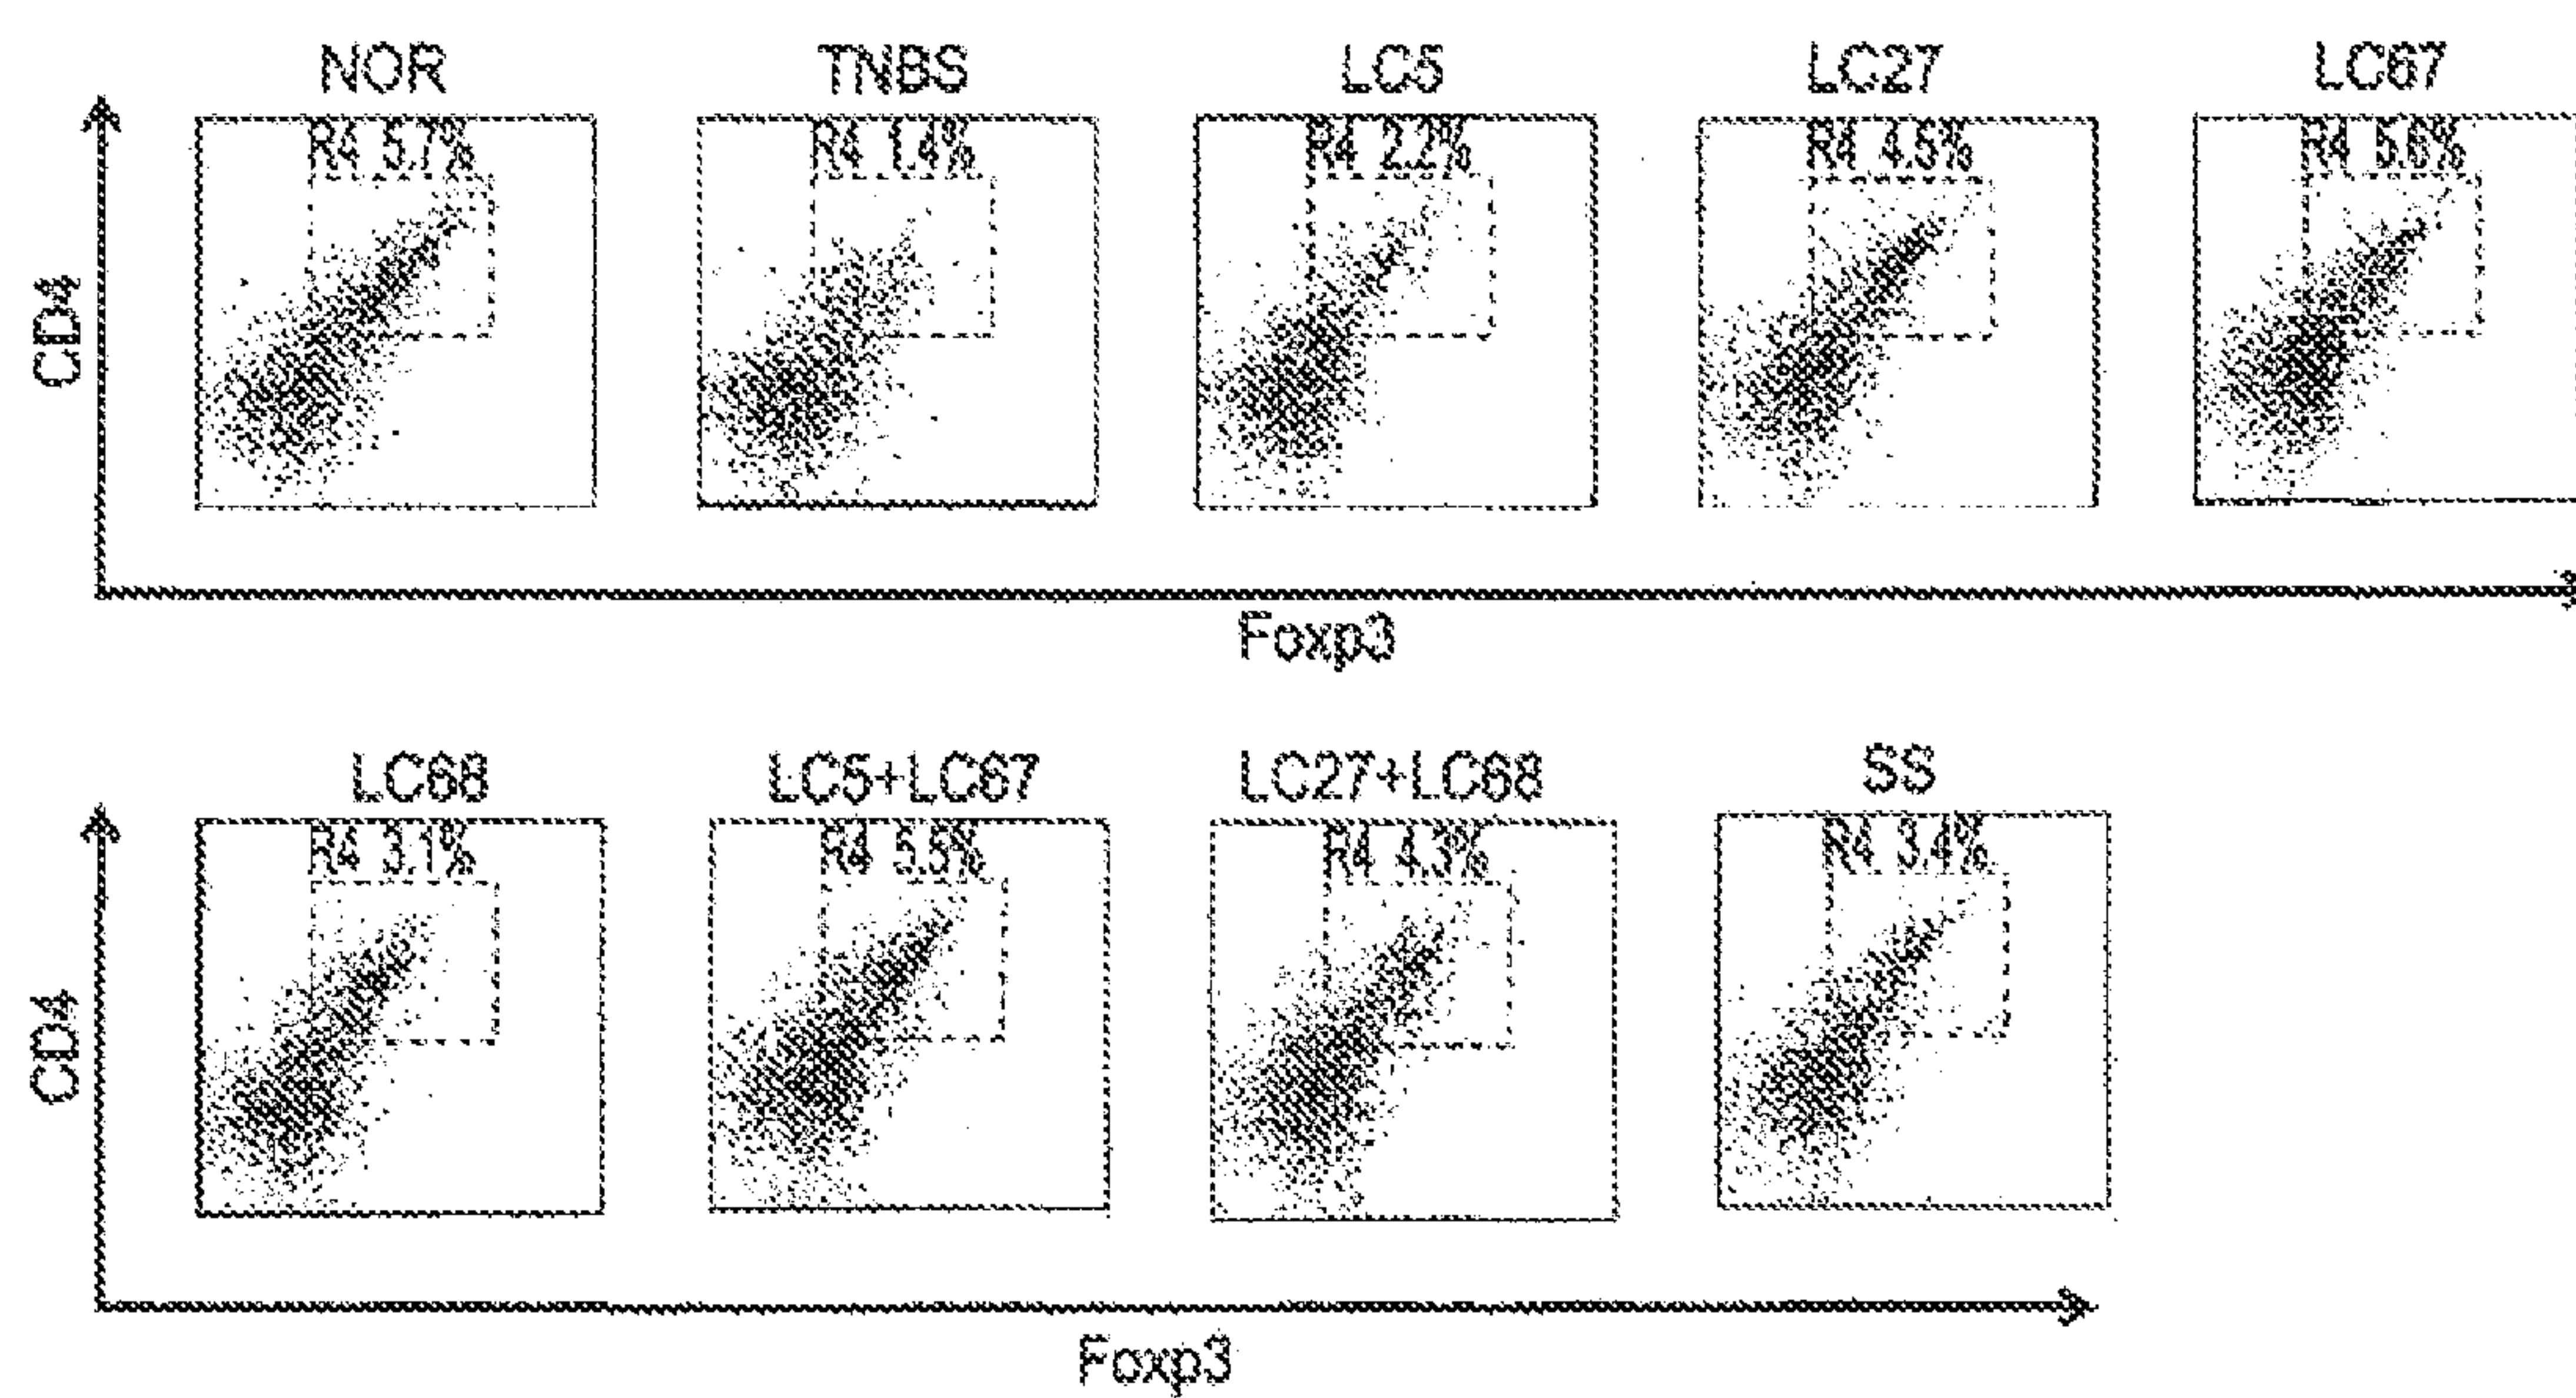 NOR TNBS LC5 LC27 LC67
R4 5.7% R4 1.4% R4 2.2% R4 4.5% R4 5.6%
CD4
Foxp3
LC68 LC5+LC67 LC27+LC68 SS
R4 3.1% R4 5.5% R4 4.3% R4 3.4%
CD4
Foxp3